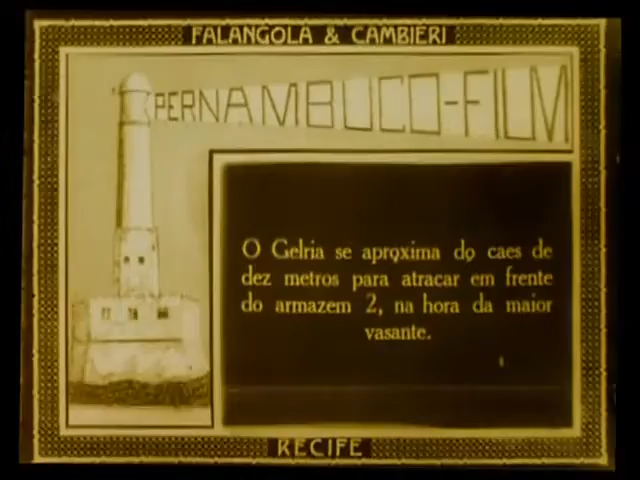 FALANGOLA & CAMBIERI
PERNAMBUCO-FILM
O Gelria se aproxima do caes de
dez metros para atracar em frente
do armazem 2, na hora da maior
vasante.
RECIFE